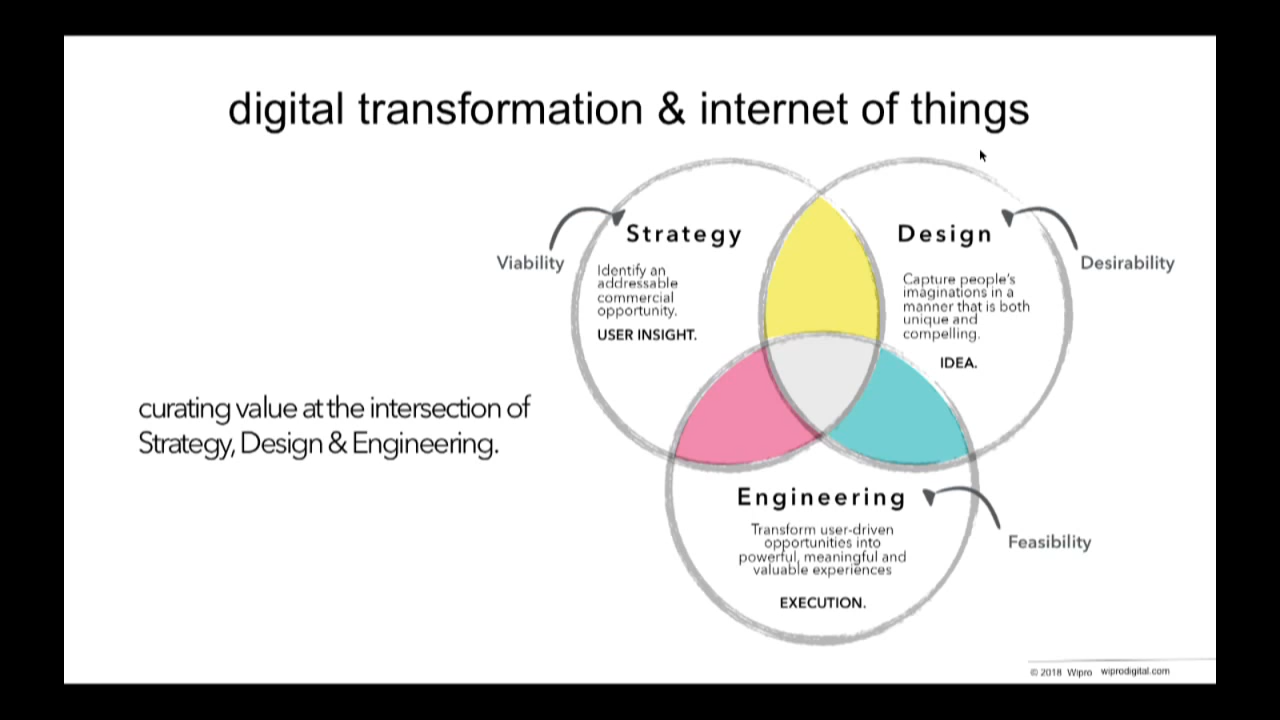 digital transformation & internet of things
Strategy
Viability
Identify an
addressable
commercial
opportunity.
USER INSIGHT.
Design
Desirability
Capture people's
imaginations in a
manner that is both
unique and
compelling.
IDEA.
curating value at the intersection of
Strategy, Design & Engineering.
Engineering
Feasibility
Transform user-driven
opportunities into
powerful, meaningful and
valuable experiences
EXECUTION.
© 2018 Wipro wiprodigital.com